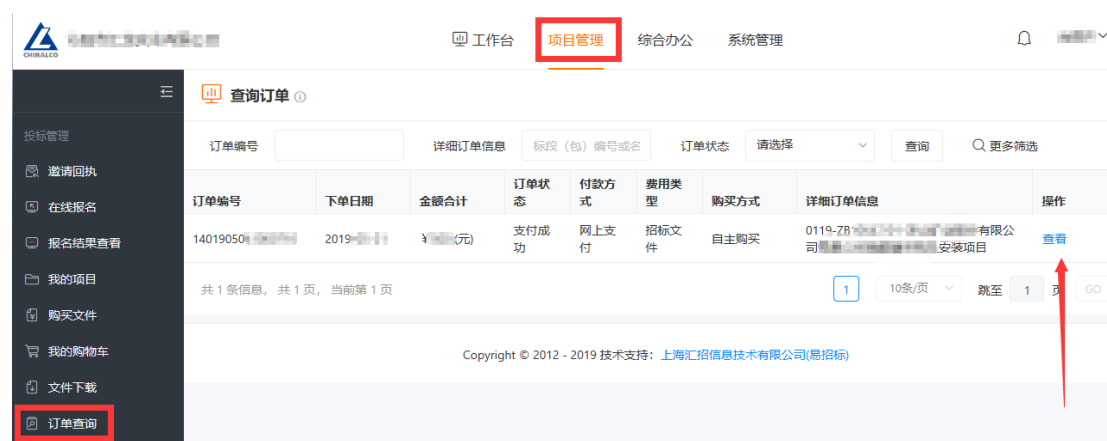 CHINALCO
工作台 项目管理 综合办公 系统管理
查询订单
投标管理
邀请回执
在线报名
报名结果查看
我的项目
购买文件
我的购物车
文件下载
订单查询
订单编号 详细订单信息 标段（包）编号或名 订单状态 请选择 查询 更多筛选
订单编号 下单日期 金额合计 订单状态 付款方式 费用类型 购买方式 详细订单信息 操作
14019050 2019- ¥ (元) 支付成功 网上支付 招标文件 自主购买 0119-ZB 有限公
司 安装项目 查看
共 1 条信息， 共 1 页， 当前第 1 页 1 10条/页 跳至 1 页 GO
Copyright © 2012 - 2019 技术支持：上海汇招信息技术有限公司(易招标)